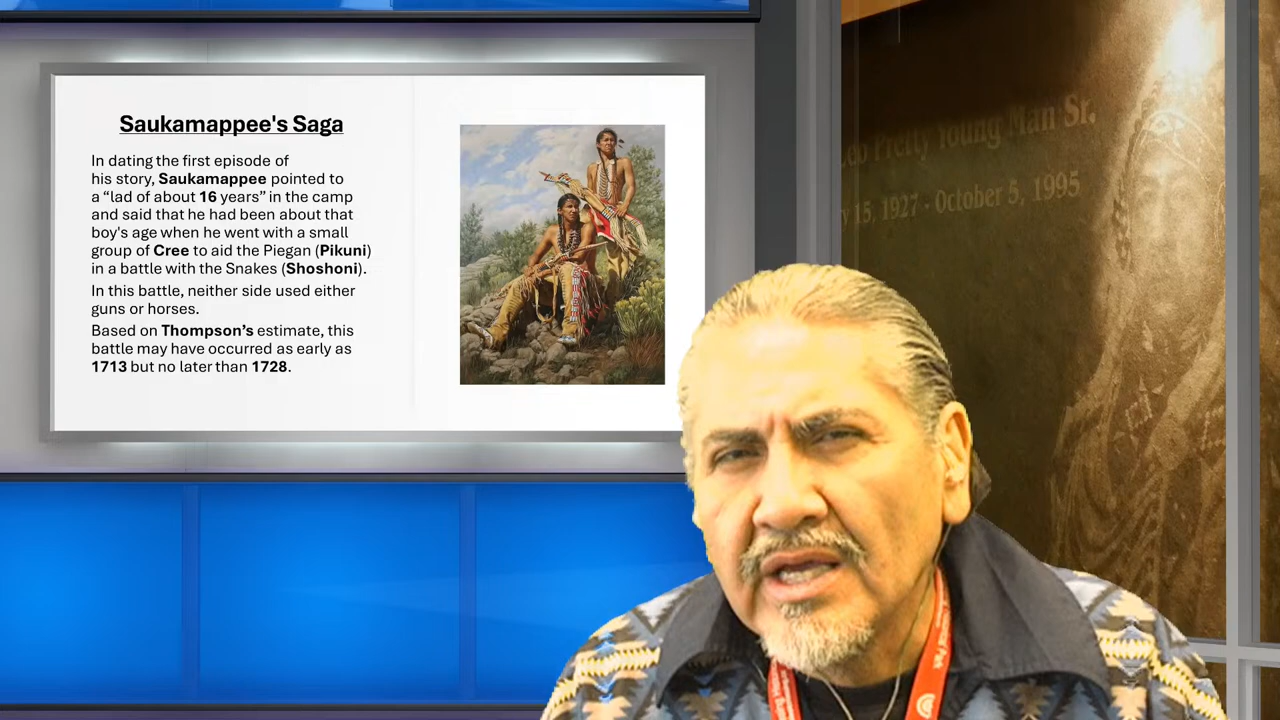 Saukamappee's Saga
In dating the first episode of
his story, Saukamappee pointed to
a “lad of about 16 years” in the camp
and said that he had been about that
boy's age when he went with a small
group of Cree to aid the Piegan (Pikuni)
in a battle with the Snakes (Shoshoni).
In this battle, neither side used either
guns or horses.
Based on Thompson’s estimate, this
battle may have occurred as early as
1713 but no later than 1728.
Pretty Young Man Sr.
15, 1927 - October 5, 1995